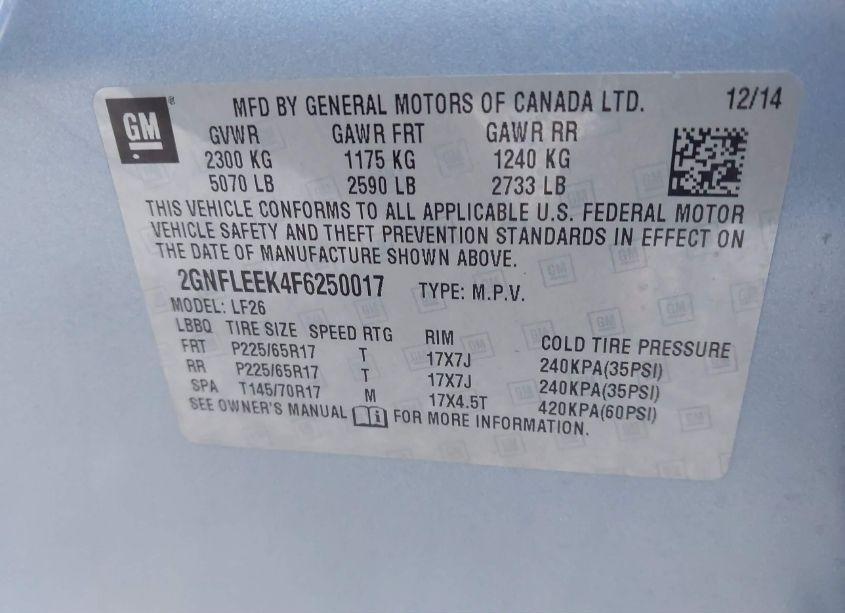 GM ® MFD BY GENERAL MOTORS OF CANADA LTD. 12/14
GVWR GAWR FRT GAWR RR
2300 KG 1175 KG 1240 KG
5070 LB 2590 LB 2733 LB
THIS VEHICLE CONFORMS TO ALL APPLICABLE U.S. FEDERAL MOTOR
VEHICLE SAFETY AND THEFT PREVENTION STANDARDS IN EFFECT ON
THE DATE OF MANUFACTURE SHOWN ABOVE.
2GNFLEEK4F6250017 TYPE: M.P.V.
MODEL: LF26
LBBQ TIRE SIZE SPEED RTG RIM COLD TIRE PRESSURE
FRT P225/65R17 T 17X7J 240KPA(35PSI)
RR P225/65R17 T 17X7J 240KPA(35PSI)
SPA T145/70R17 M 17X4.5T 420KPA(60PSI)
SEE OWNER'S MANUAL FOR MORE INFORMATION.